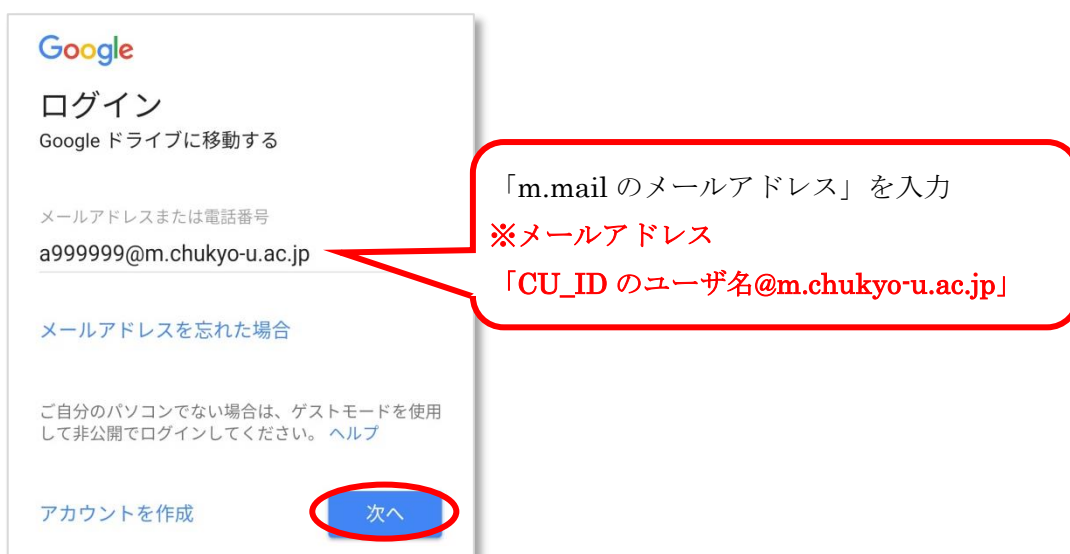 Google
ログイン
Google ドライブに移動する
メールアドレスまたは電話番号
a999999@m.chukyo-u.ac.jp
メールアドレスを忘れた場合
ご自分のパソコンでない場合は、ゲストモードを使用
して非公開でログインしてください。 ヘルプ
アカウントを作成
次へ
「m.mail のメールアドレス」を入力
※メールアドレス
「CU_ID のユーザ名@m.chukyo-u.ac.jp」